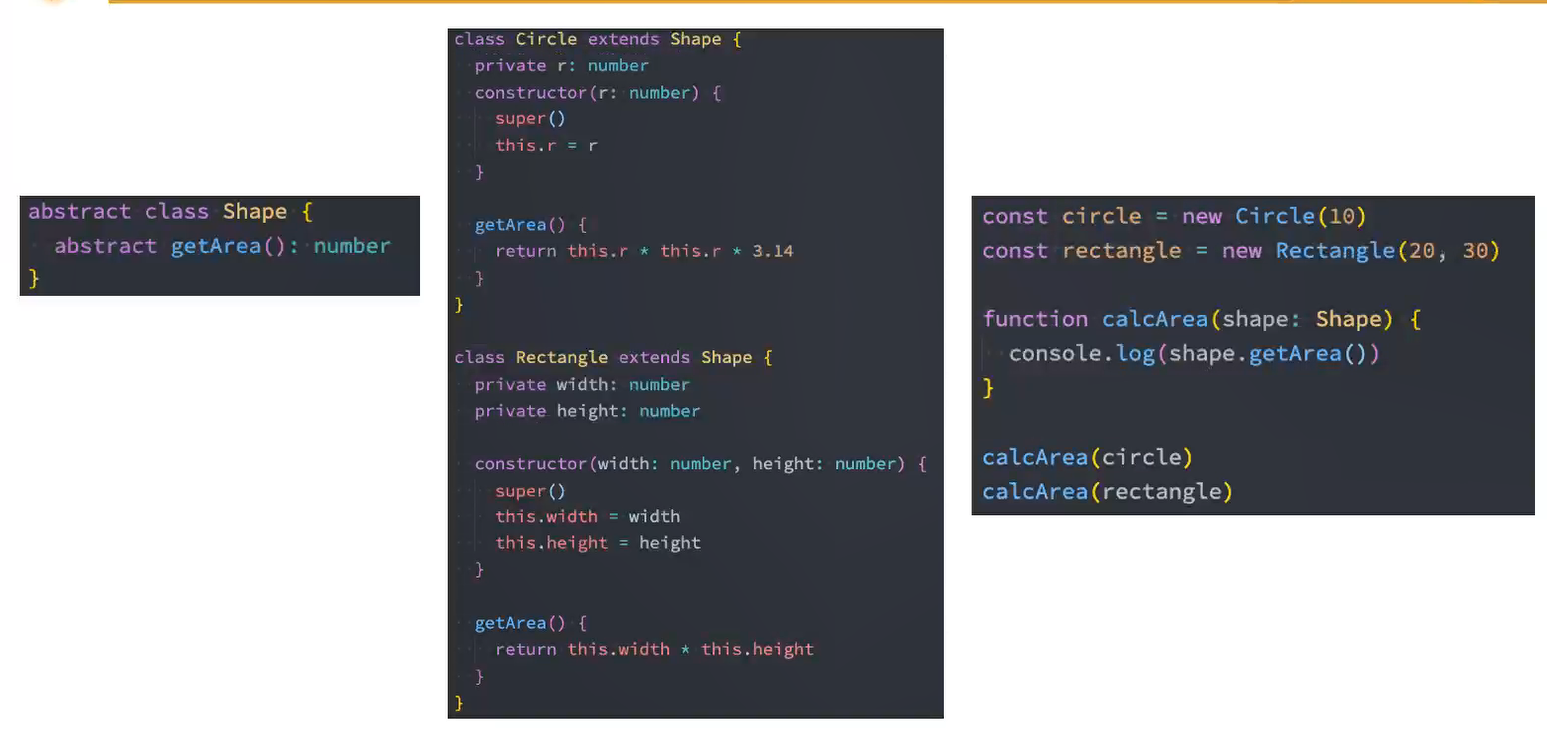 abstract class Shape {
  abstract getArea(): number
}
class Circle extends Shape {
  private r: number
  constructor(r: number) {
    super()
    this.r = r
  }
  getArea() {
    return this.r * this.r * 3.14
  }
}
class Rectangle extends Shape {
  private width: number
  private height: number
  constructor(width: number, height: number) {
    super()
    this.width = width
    this.height = height
  }
  getArea() {
    return this.width * this.height
  }
}
const circle = new Circle(10)
const rectangle = new Rectangle(20, 30)
function calcArea(shape: Shape) {
  console.log(shape.getArea())
}
calcArea(circle)
calcArea(rectangle)